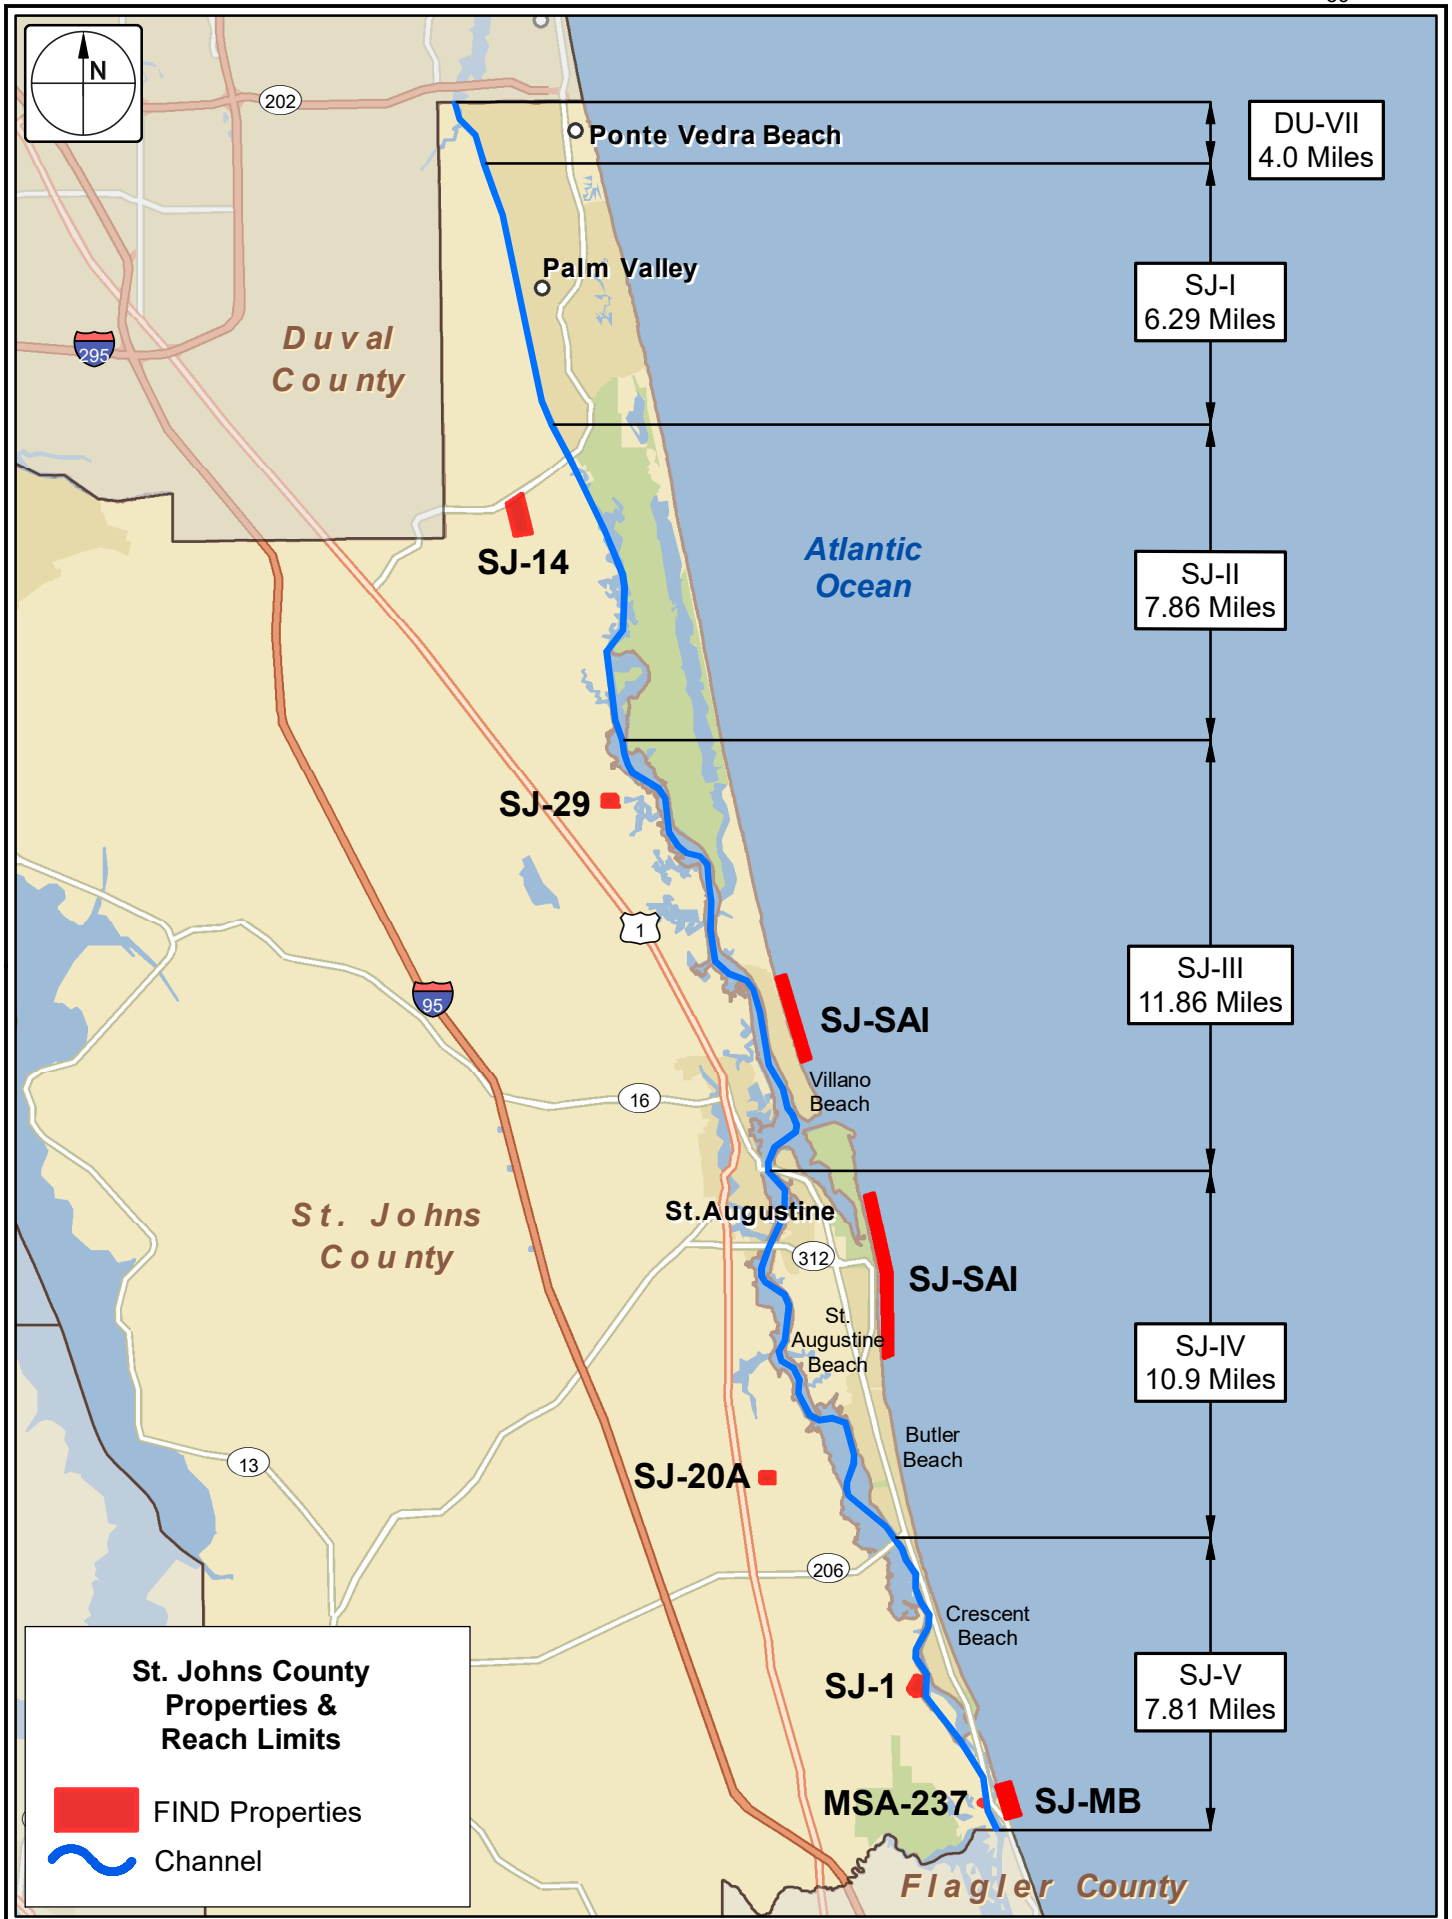 N
202
Ponte Vedra Beach
DU-VII
4.0 Miles
Palm Valley
SJ-I
6.29 Miles
Duval
County
295
SJ-14
Atlantic
Ocean
SJ-II
7.86 Miles
SJ-29
1
95
SJ-SAI
SJ-III
11.86 Miles
Villano
Beach
16
St. Johns
County
St.Augustine
312
SJ-SAI
St.
Augustine
Beach
SJ-IV
10.9 Miles
Butler
Beach
13
SJ-20A
206
Crescent
Beach
SJ-1
SJ-V
7.81 Miles
MSA-237
SJ-MB
Flagler County
St. Johns County
Properties &
Reach Limits
FIND Properties
Channel